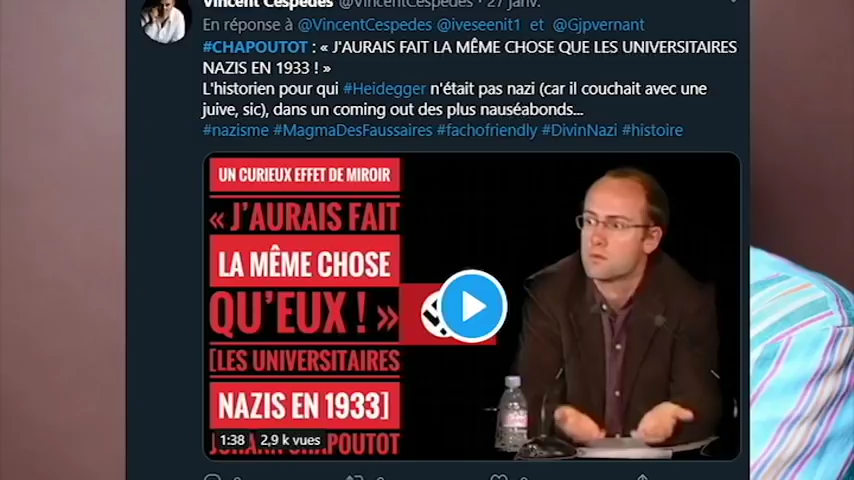 Vincent Cespedes @VincentCespedes · 27 janv.
En réponse à @VincentCespedes @iveseenit1 et @Gjpvernant
#CHAPOUTOT : « J'AURAIS FAIT LA MÊME CHOSE QUE LES UNIVERSITAIRES
NAZIS EN 1933 ! »
L'historien pour qui #Heidegger n'était pas nazi (car il couchait avec une
juive, sic), dans un coming out des plus nauséabonds...
#nazisme #MagmaDesFaussaires #fachofriendly #DivinNazi #histoire
UN CURIEUX EFFET DE MIROIR
« J'AURAIS FAIT
LA MÊME CHOSE
QU'EUX ! »
[LES UNIVERSITAIRES
NAZIS EN 1933]
1:38 2,9 k vues
CHAPOUTOT